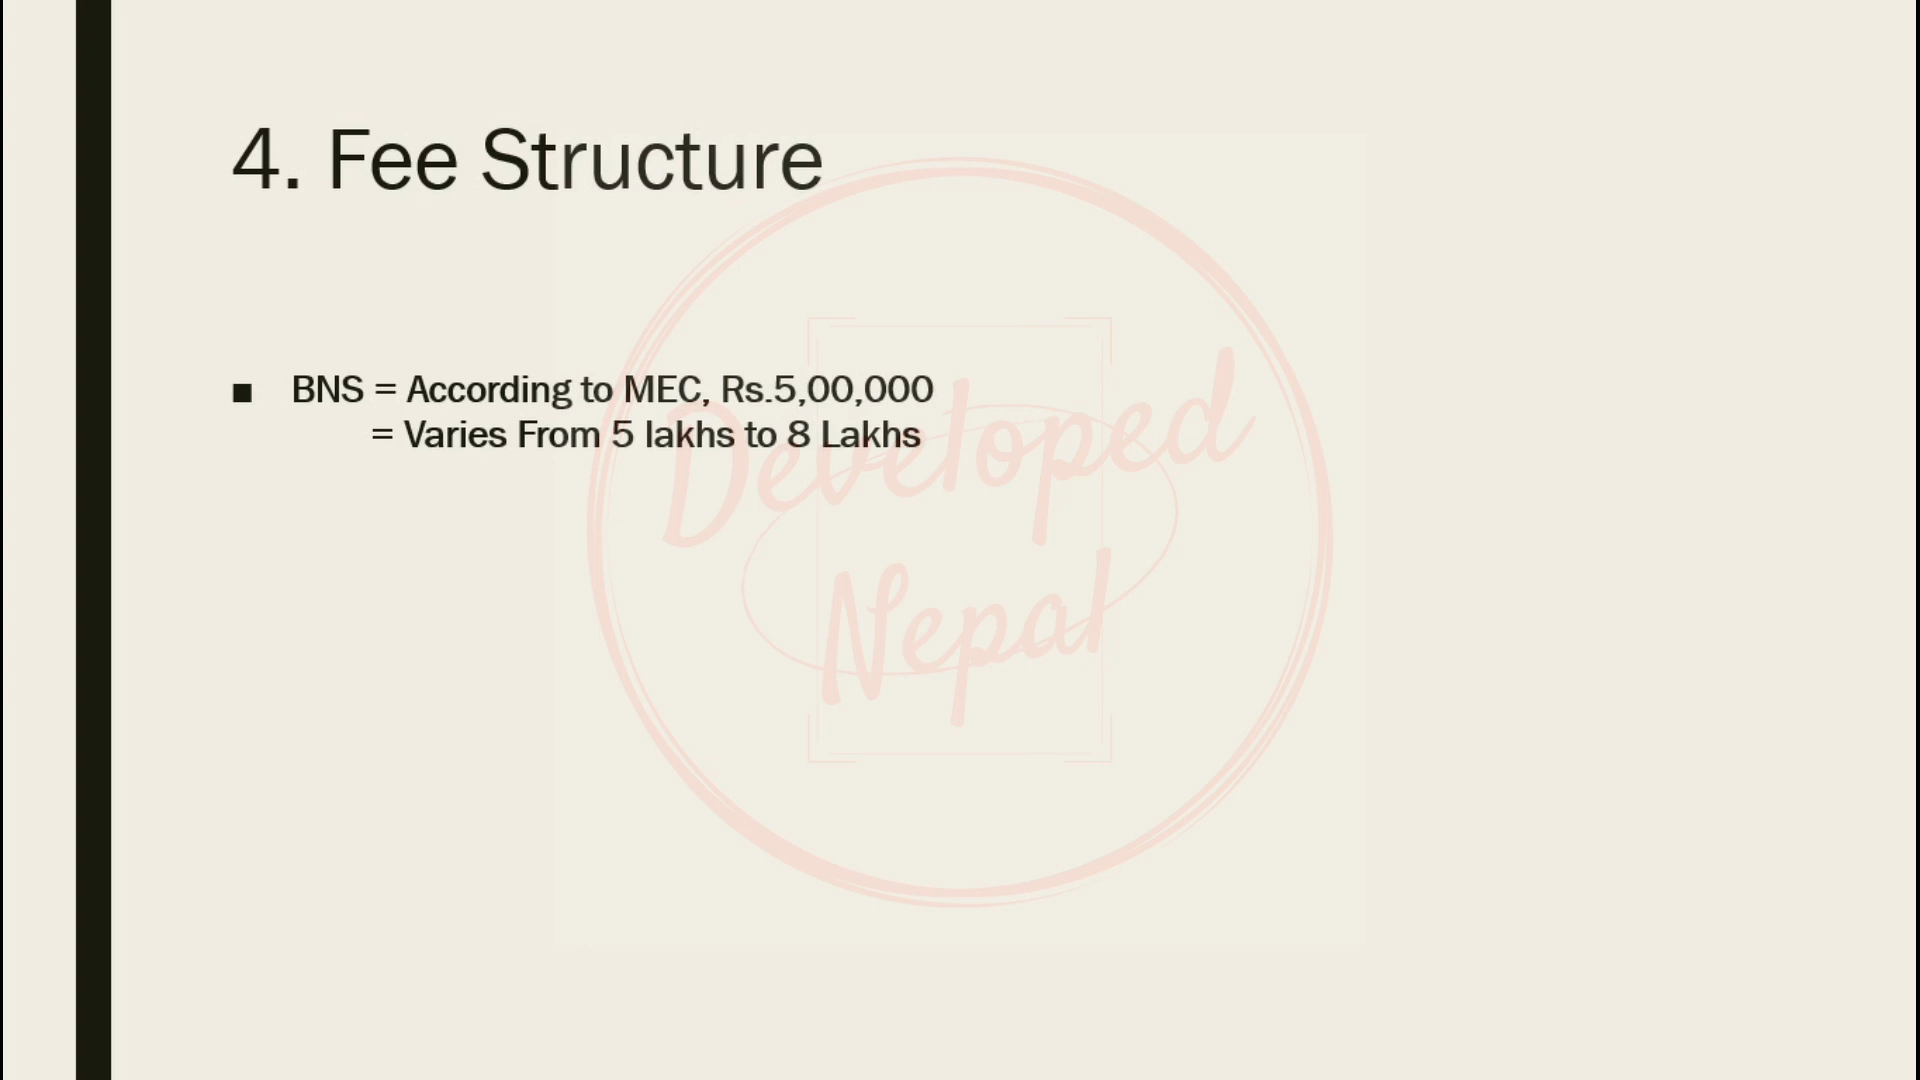 4. Fee Structure
■ BNS = According to MEC, Rs.5,00,000
= Varies From 5 lakhs to 8 Lakhs
Developed
Nepal